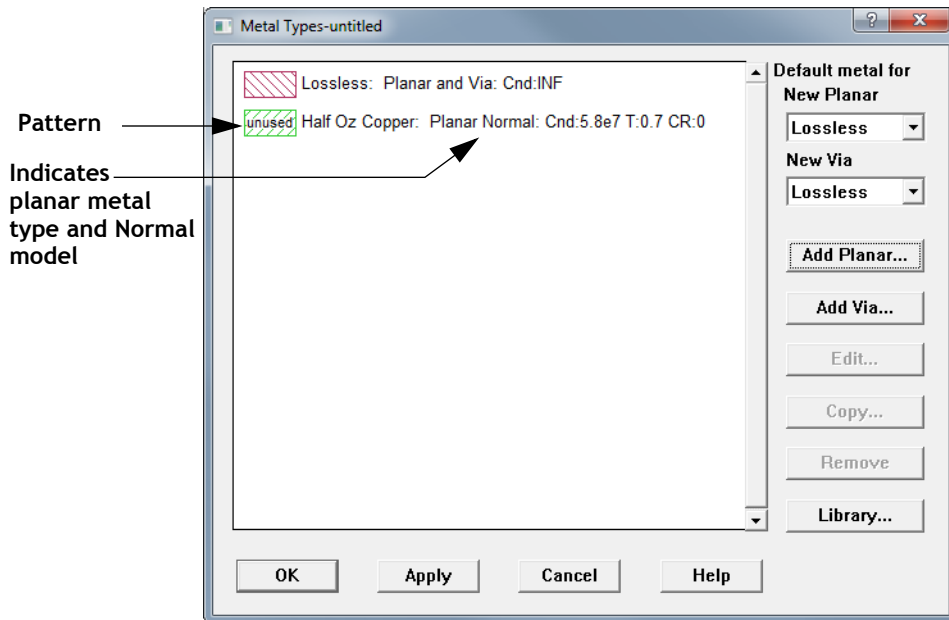 Metal Types-untitled
Lossless:  Planar and Via: Cnd:INF
unused Half Oz Copper:  Planar Normal: Cnd:5.8e7 T:0.7 CR:0
Pattern
Indicates
planar metal
type and Normal
model
Default metal for
New Planar
Lossless
New Via
Lossless
Add Planar...
Add Via...
Edit...
Copy...
Remove
Library...
OK
Apply
Cancel
Help